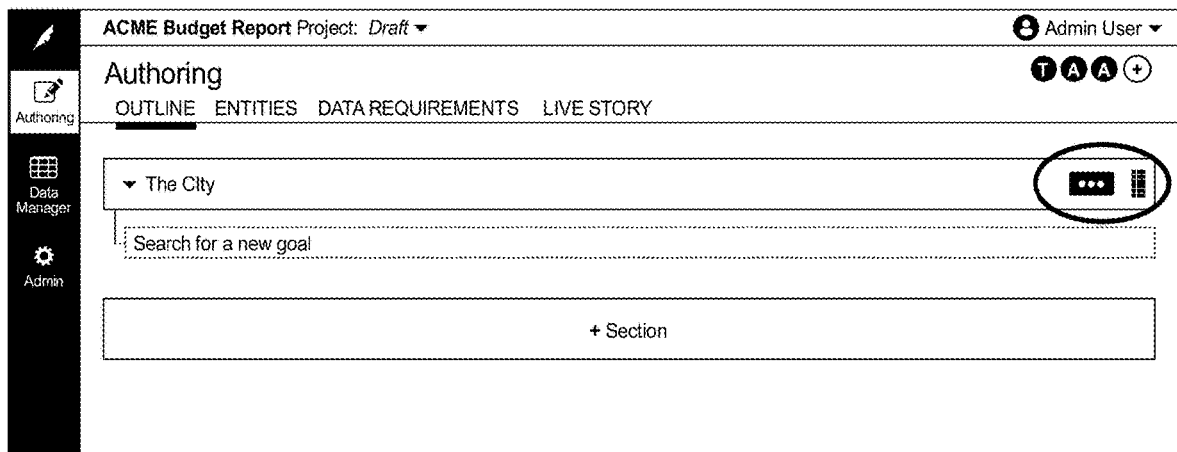 ACME Budget Report Project: Draft
Admin User
Authoring
T A A +
Authoring
OUTLINE ENTITIES DATA REQUIREMENTS LIVE STORY
Data
Manager
The CIty
Search for a new goal
Admin
+ Section